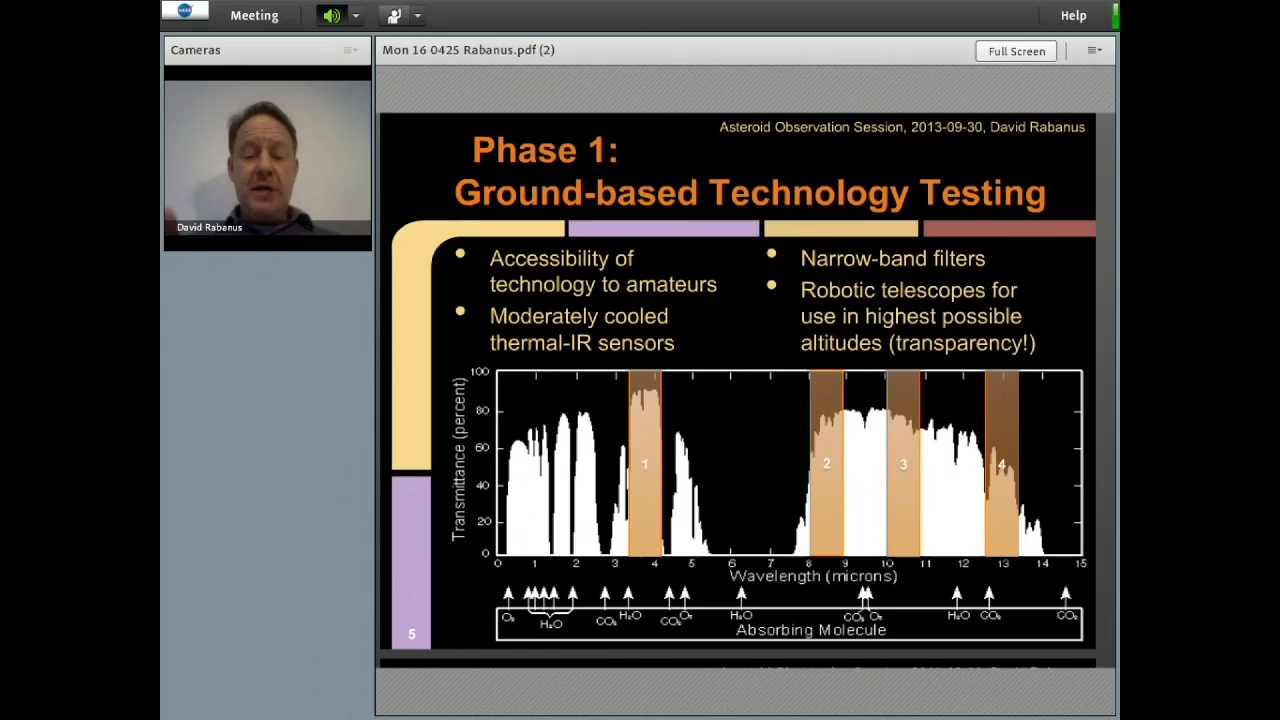 Meeting
Help
Cameras
Mon 16 0425 Rabanus.pdf (2)
Full Screen
David Rabanus
Asteroid Observation Session, 2013-09-30, David Rabanus
Phase 1:
Ground-based Technology Testing
• Accessibility of
technology to amateurs
• Moderately cooled
thermal-IR sensors
• Narrow-band filters
• Robotic telescopes for
use in highest possible
altitudes (transparency!)
Transmittance (percent)
100
80
60
40
20
0
1
2
3
4
0 1 2 3 4 5 6 7 8 9 10 11 12 13 14 15
Wavelength (microns)
H₂O CO₂ H₂O CO₂ H₂O CO₂ H₂O CO₂ CO₂
Absorbing Molecule
5